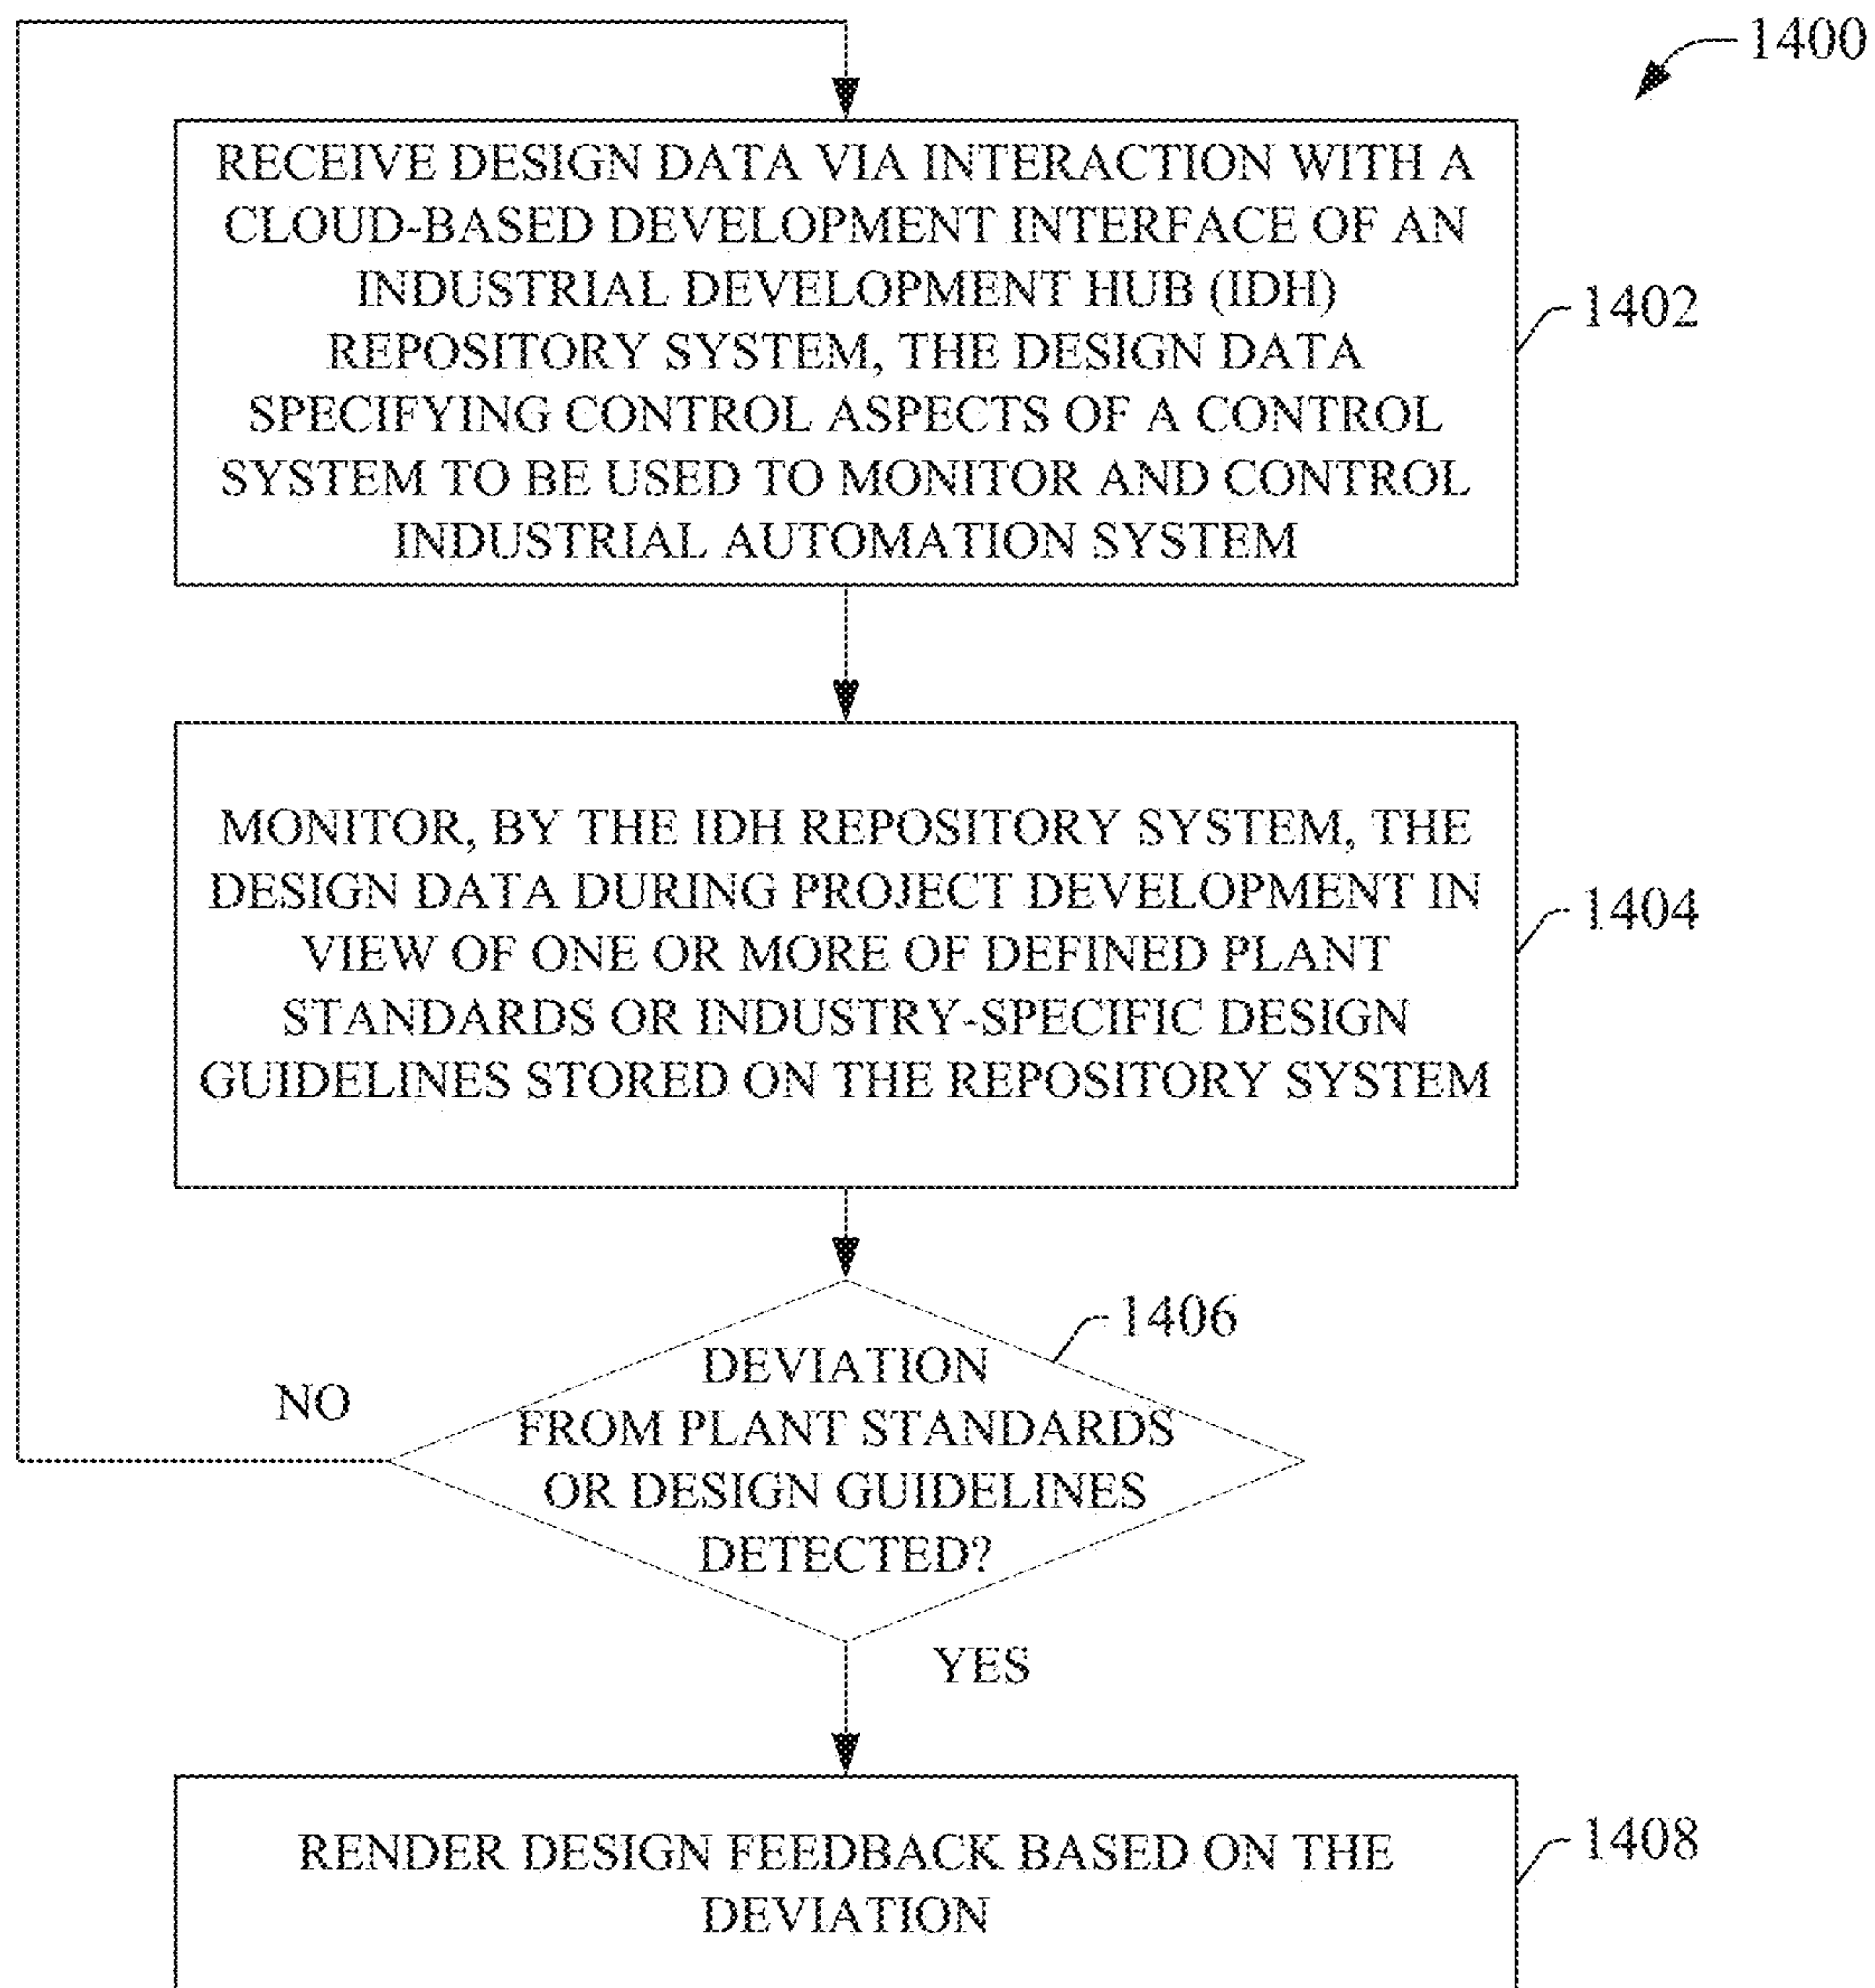 1400
RECEIVE DESIGN DATA VIA INTERACTION WITH A
CLOUD-BASED DEVELOPMENT INTERFACE OF AN
INDUSTRIAL DEVELOPMENT HUB (IDH)
REPOSITORY SYSTEM, THE DESIGN DATA
SPECIFYING CONTROL ASPECTS OF A CONTROL
SYSTEM TO BE USED TO MONITOR AND CONTROL
INDUSTRIAL AUTOMATION SYSTEM
1402
MONITOR, BY THE IDH REPOSITORY SYSTEM, THE
DESIGN DATA DURING PROJECT DEVELOPMENT IN
VIEW OF ONE OR MORE OF DEFINED PLANT
STANDARDS OR INDUSTRY-SPECIFIC DESIGN
GUIDELINES STORED ON THE REPOSITORY SYSTEM
1404
1406
DEVIATION
FROM PLANT STANDARDS
OR DESIGN GUIDELINES
DETECTED?
NO
YES
RENDER DESIGN FEEDBACK BASED ON THE
DEVIATION
1408